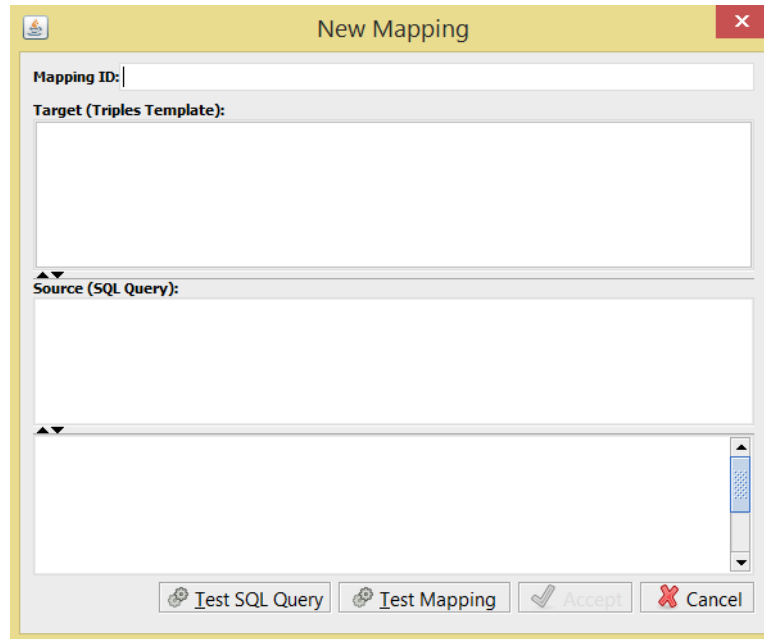 New Mapping
Mapping ID:
Target (Triples Template):
Source (SQL Query):
Test SQL Query Test Mapping Accept Cancel